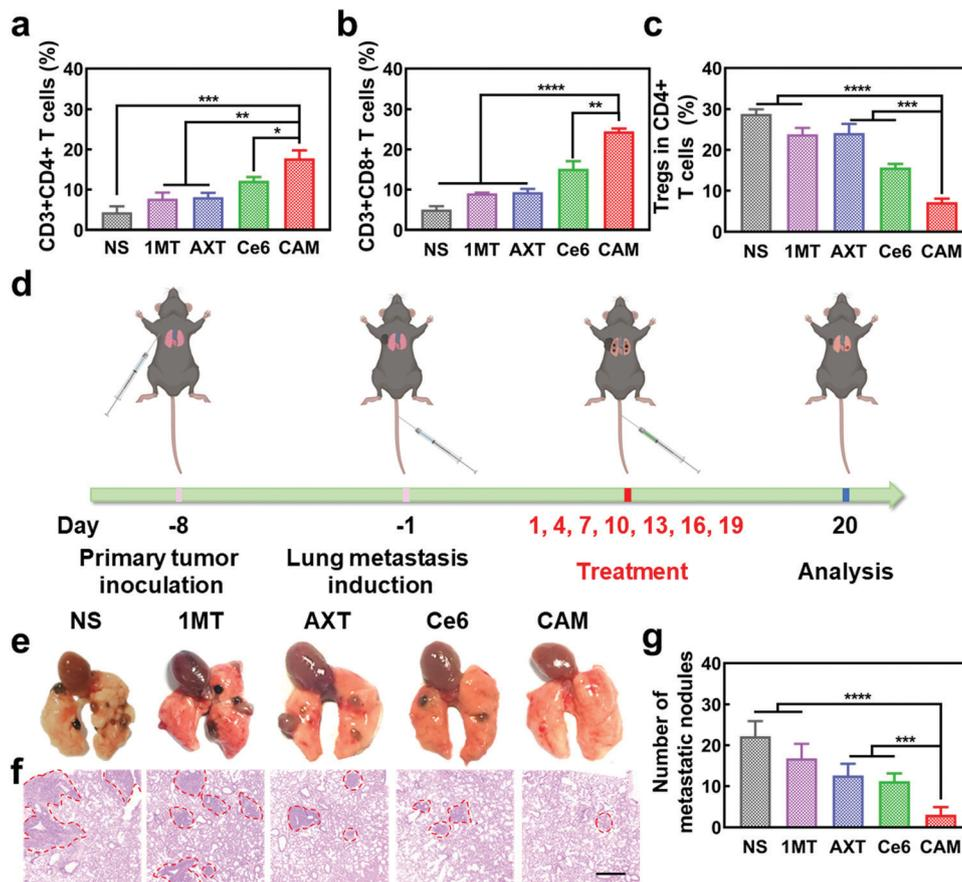 a
CD3+CD4+ T cells (%)
40
30
20
10
0
***
**
*
NS 1MT AXT Ce6 CAM
b
CD3+CD8+ T cells (%)
40
30
20
10
0
****
**
NS 1MT AXT Ce6 CAM
c
Tregs in CD4+
T cells (%)
40
30
20
10
0
****
***
NS 1MT AXT Ce6 CAM
d
Day -8 -1 1, 4, 7, 10, 13, 16, 19 20
Primary tumor
inoculation
Lung metastasis
induction
Treatment
Analysis
e
NS 1MT AXT Ce6 CAM
f
g
Number of
metastatic nodules
40
30
20
10
0
****
***
NS 1MT AXT Ce6 CAM